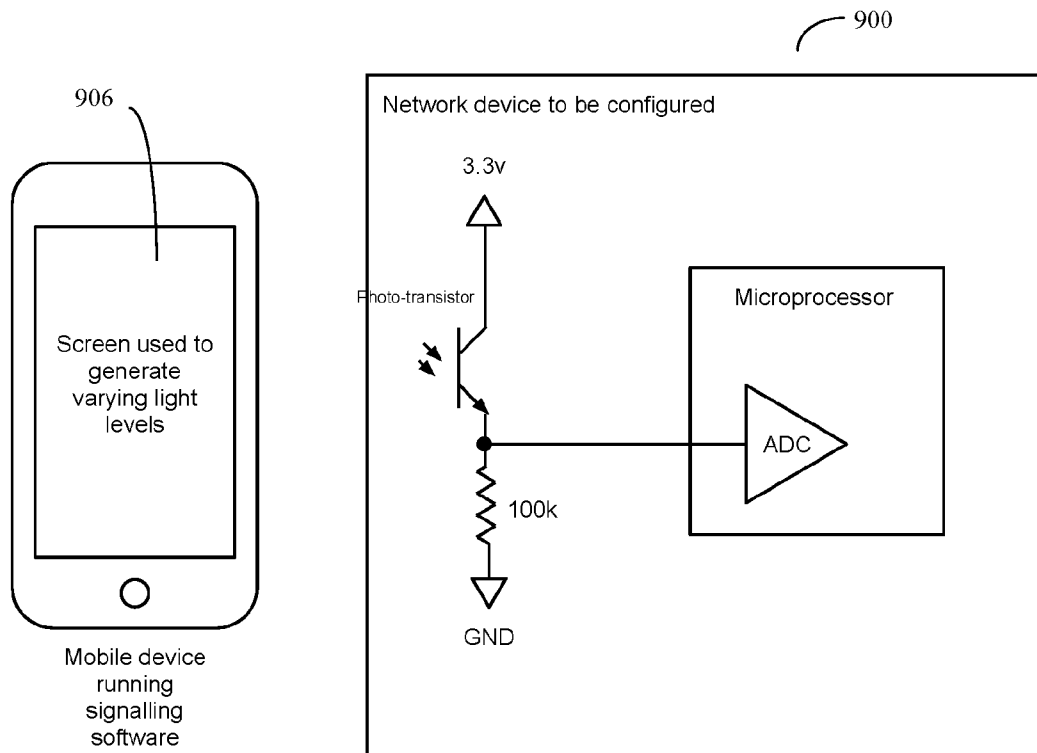 900
906
Network device to be configured
3.3v
Photo-transistor
Microprocessor
Screen used to
generate
varying light
levels
ADC
100k
GND
Mobile device
running
signalling
software